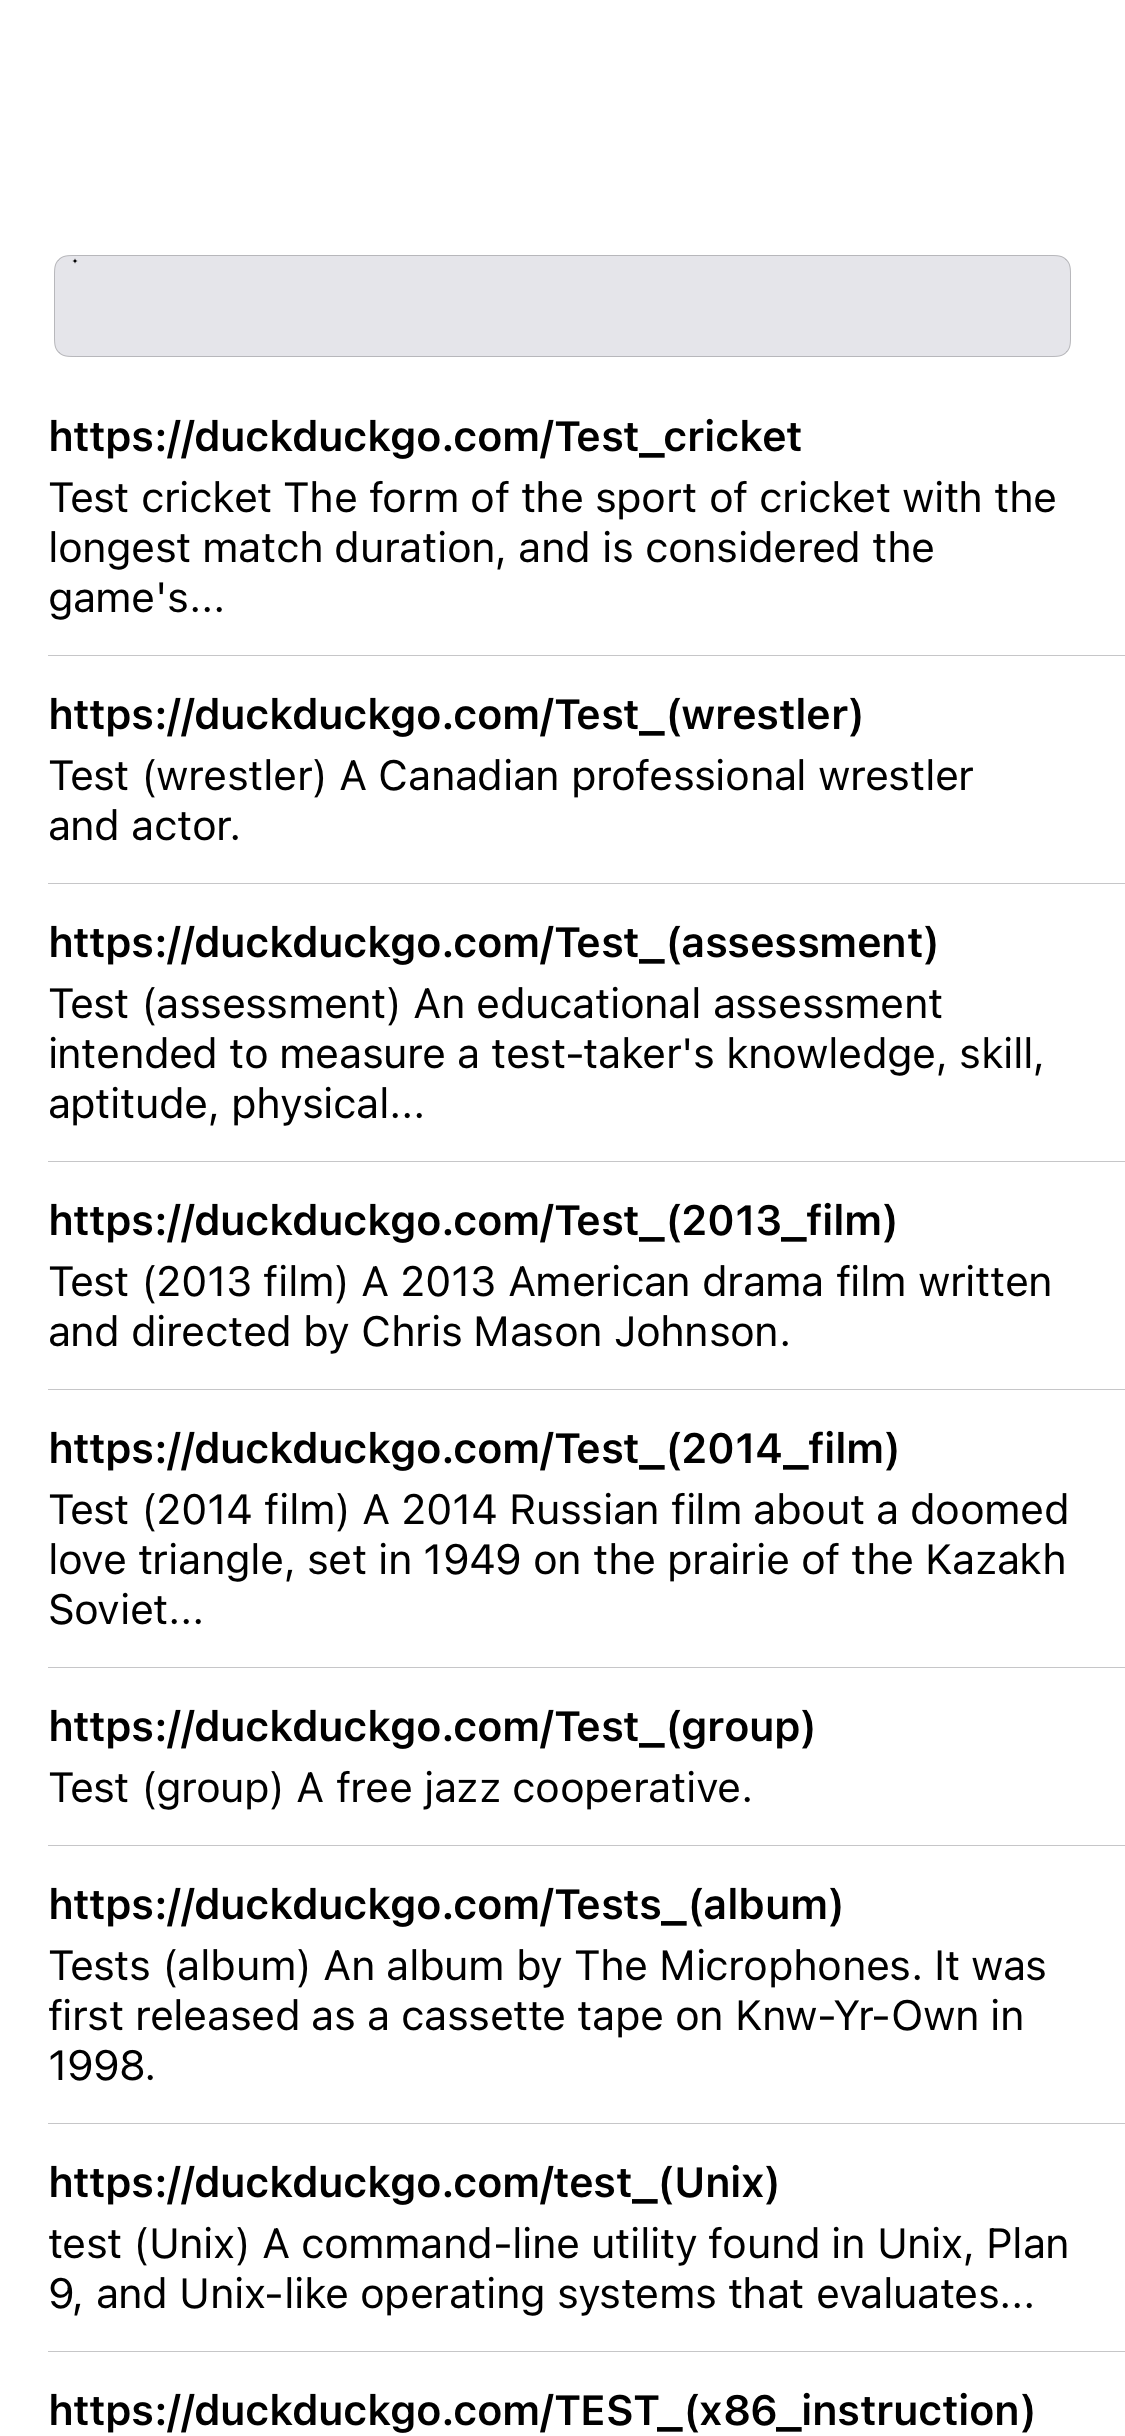 https://duckduckgo.com/Test_cricket
Test cricket The form of the sport of cricket with the
longest match duration, and is considered the
game's...
https://duckduckgo.com/Test_(wrestler)
Test (wrestler) A Canadian professional wrestler
and actor.
https://duckduckgo.com/Test_(assessment)
Test (assessment) An educational assessment
intended to measure a test-taker's knowledge, skill,
aptitude, physical...
https://duckduckgo.com/Test_(2013_film)
Test (2013 film) A 2013 American drama film written
and directed by Chris Mason Johnson.
https://duckduckgo.com/Test_(2014_film)
Test (2014 film) A 2014 Russian film about a doomed
love triangle, set in 1949 on the prairie of the Kazakh
Soviet...
https://duckduckgo.com/Test_(group)
Test (group) A free jazz cooperative.
https://duckduckgo.com/Tests_(album)
Tests (album) An album by The Microphones. It was
first released as a cassette tape on Knw-Yr-Own in
1998.
https://duckduckgo.com/test_(Unix)
test (Unix) A command-line utility found in Unix, Plan
9, and Unix-like operating systems that evaluates...
https://duckduckgo.com/TEST_(x86_instruction)